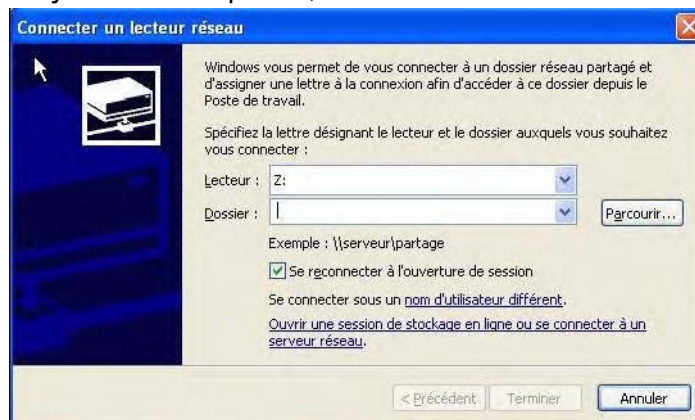 Connecter un lecteur réseau
Windows vous permet de vous connecter à un dossier réseau partagé et
d'assigner une lettre à la connexion afin d'accéder à ce dossier depuis le
Poste de travail.
Spécifiez la lettre désignant le lecteur et le dossier auxquels vous souhaitez
vous connecter :
Lecteur : Z:
Dossier : Parcourir...
Exemple : \\serveur\partage
Se reconnecter à l'ouverture de session
Se connecter sous un nom d'utilisateur différent.
Ouvrir une session de stockage en ligne ou se connecter à un
serveur réseau.
< Précédent Terminer Annuler